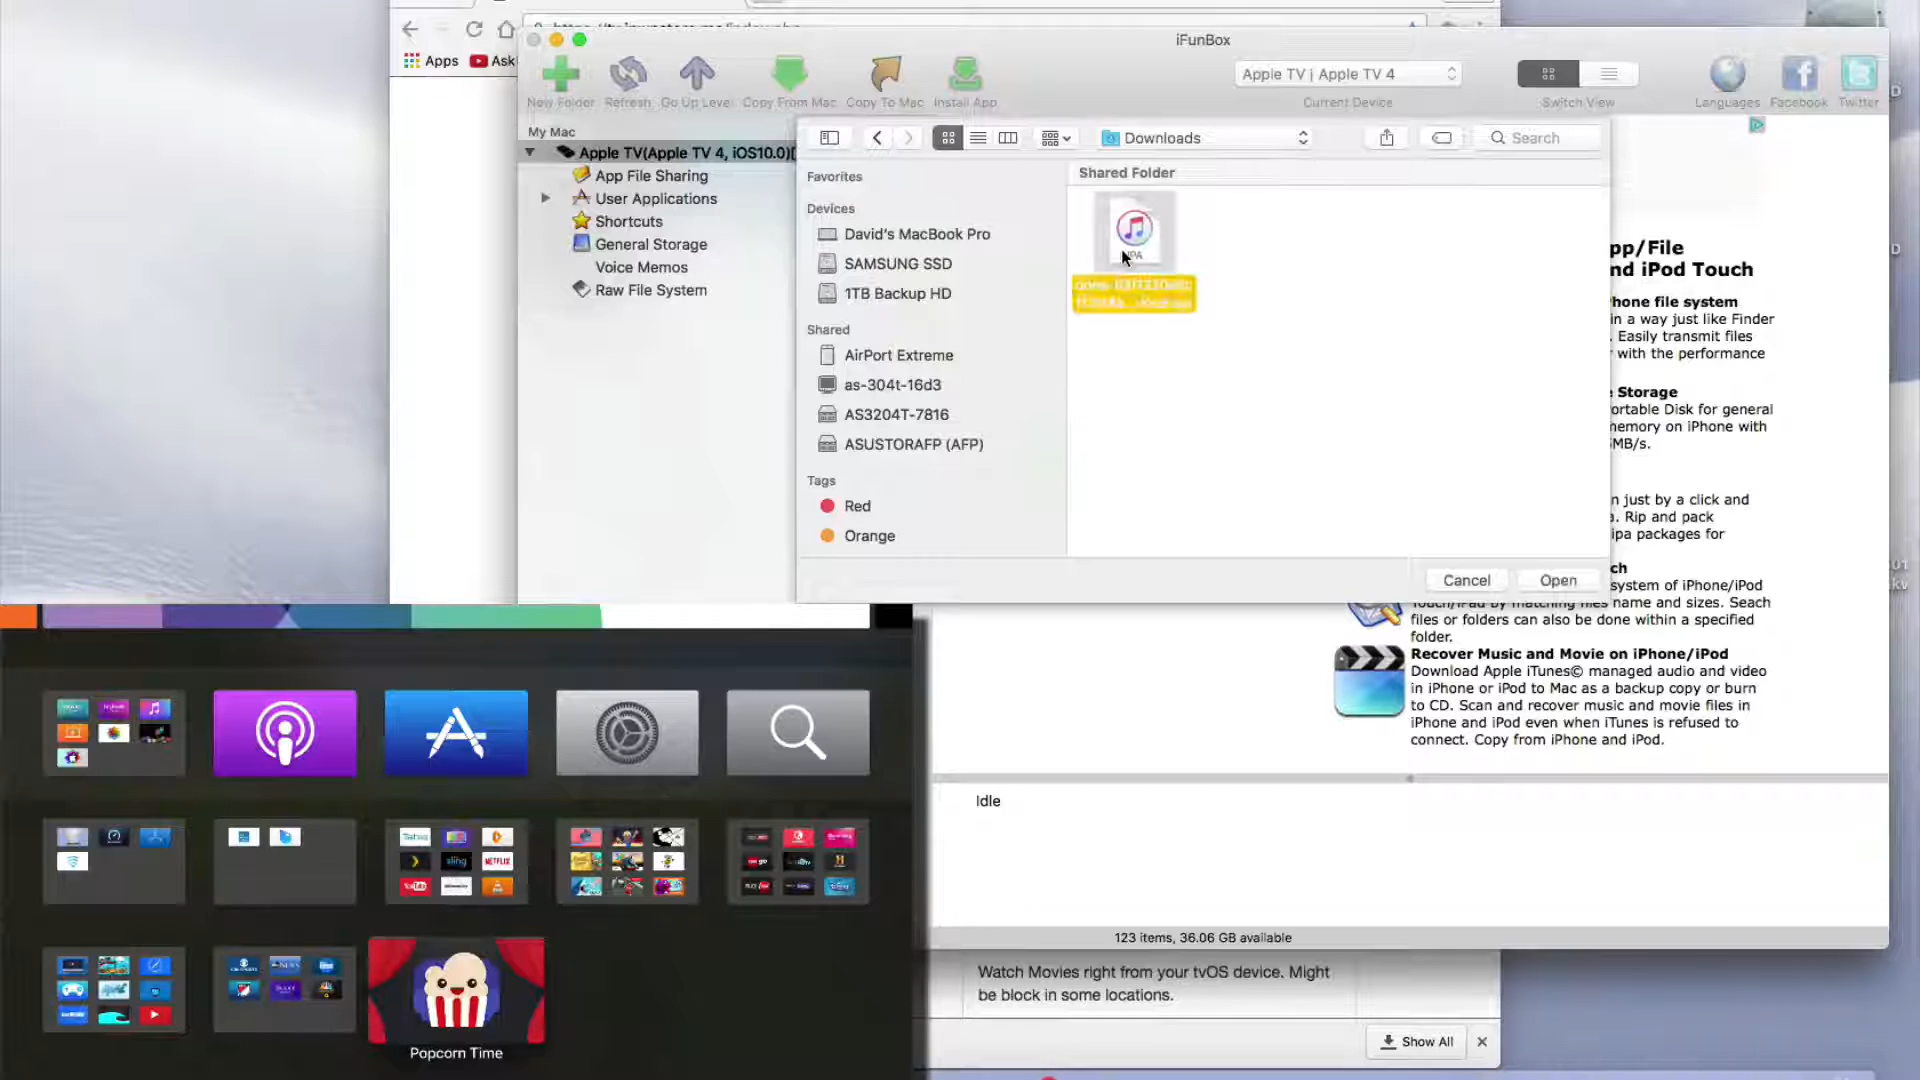 iFunBox
Apps
Ask
New Folder
Refresh
Go Up Level
Copy From Mac
Copy To Mac
Install App
Apple TV | Apple TV 4
Current Device
Switch View
Languages
Facebook
Twitter
My Mac
Apple TV(Apple TV 4, iOS10.0)[
App File Sharing
User Applications
Shortcuts
General Storage
Voice Memos
Raw File System
Downloads
Search
Favorites
Devices
David's MacBook Pro
SAMSUNG SSD
1TB Backup HD
Shared
AirPort Extreme
as-304t-16d3
AS3204T-7816
ASUSTORAFP (AFP)
Tags
Red
Orange
Shared Folder
Cancel
Open
pp/File
nd iPod Touch
hone file system
in a way just like Finder
. Easily transmit files
with the performance
Storage
ortable Disk for general
memory on iPhone with
MB/s.
n just by a click and
a. Rip and pack
ipa packages for
ch
system of iPhone/iPod
Touch/iPad by matching files name and sizes. Seach
files or folders can also be done within a specified
folder.
Recover Music and Movie on iPhone/iPod
Download Apple iTunes© managed audio and video
in iPhone or iPod to Mac as a backup copy or burn
to CD. Scan and recover music and movie files in
iPhone and iPod even when iTunes is refused to
connect. Copy from iPhone and iPod.
Idle
123 items, 36.06 GB available
Watch Movies right from your tvOS device. Might
be block in some locations.
Show All
sling
NETFLIX
Popcorn Time